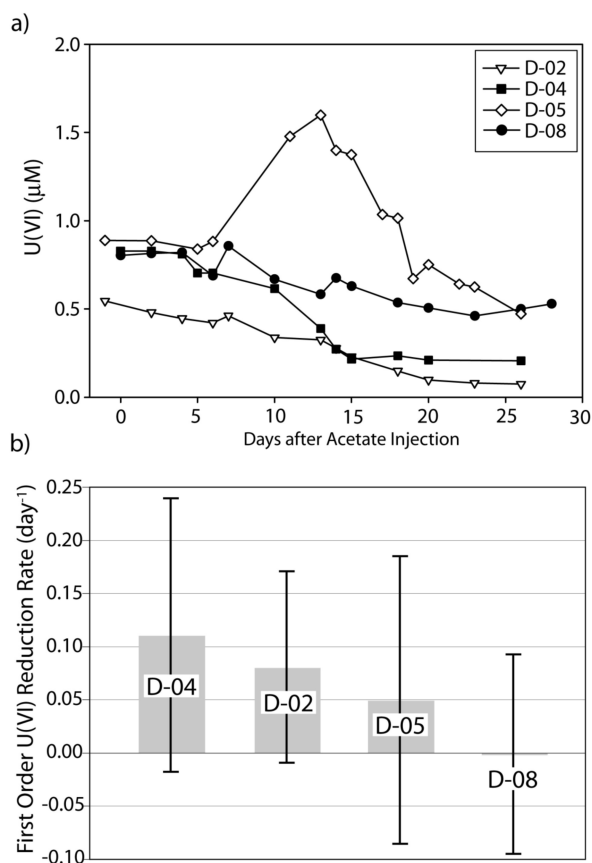 a)
2.0
1.5
1.0
0.5
0.0
U(VI) (μM)
D-02
D-04
D-05
D-08
0 5 10 15 20 25 30
Days after Acetate Injection
b)
0.25
0.20
0.15
0.10
0.05
0.00
-0.05
-0.10
First Order U(VI) Reduction Rate (day⁻¹)
D-04
D-02
D-05
D-08